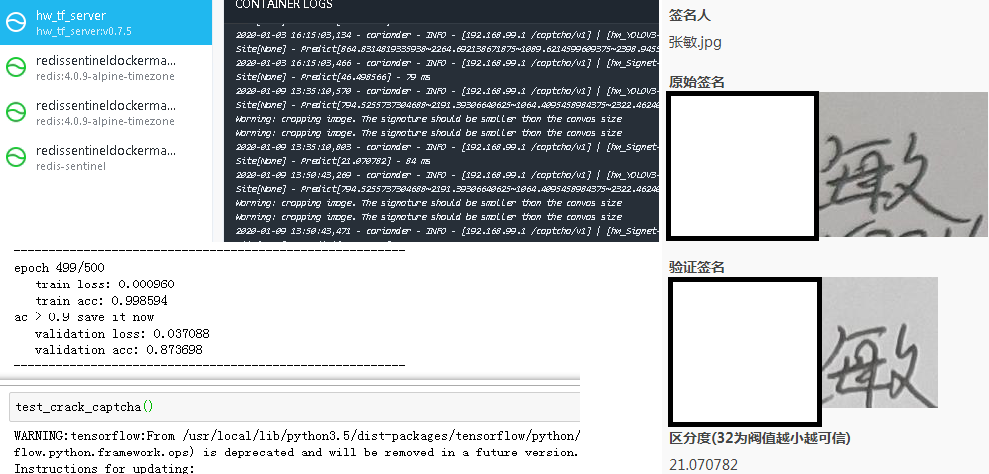 hw_tf_server
hw_tf_server:v0.7.5
redissentineldockerma...
redis:4.0.9-alpine-timezone
redissentineldockerma...
redis:4.0.9-alpine-timezone
redissentineldockerma...
redis-sentinel
CONTAINER LOGS
2020-01-03 16:15:03,134 - coriander - INFO - [192.168.99.1 /captcha/v1] | [hw_YOLOV3-
Site[None] - Predict[864.8314819335938~2264.692138671875~1089.6214599609375~2398.9455
2020-01-03 16:15:03,466 - coriander - INFO - [192.168.99.1 /captcha/v1] | [hw_Signet-
Site[None] - Predict[46.498566] - 79 ms
2020-01-09 13:35:10,570 - coriander - INFO - [192.168.99.1 /captcha/v1] | [hw_YOLOV3-
Site[None] - Predict[794.5255737304688~2191.39306640625~1064.4095458984375~2322.46240
Warning: cropping image. The signature should be smaller than the canvas size
Warning: cropping image. The signature should be smaller than the canvas size
2020-01-09 13:35:10,803 - coriander - INFO - [192.168.99.1 /captcha/v1] | [hw_Signet-
Site[None] - Predict[21.070782] - 84 ms
2020-01-09 13:50:43,269 - coriander - INFO - [192.168.99.1 /captcha/v1] | [hw_YOLOV3-
Site[None] - Predict[794.5255737304688~2191.39306640625~1064.4095458984375~2322.46240
Warning: cropping image. The signature should be smaller than the canvas size
Warning: cropping image. The signature should be smaller than the canvas size
2020-01-09 13:50:43,471 - coriander - INFO - [192.168.99.1 /captcha/v1] | [hw_Signet-
epoch 499/500
train loss: 0.000960
train acc: 0.998594
ac > 0.9 save it now
validation loss: 0.037088
validation acc: 0.873698
test_crack_captcha()
WARNING:tensorflow:From /usr/local/lib/python3.5/dist-packages/tensorflow/python/
flow.python.framework.ops) is deprecated and will be removed in a future version.
Instructions for updating:
签名人
张敏.jpg
原始签名
敏
验证签名
敏
区分度(32为阀值越小越可信)
21.070782